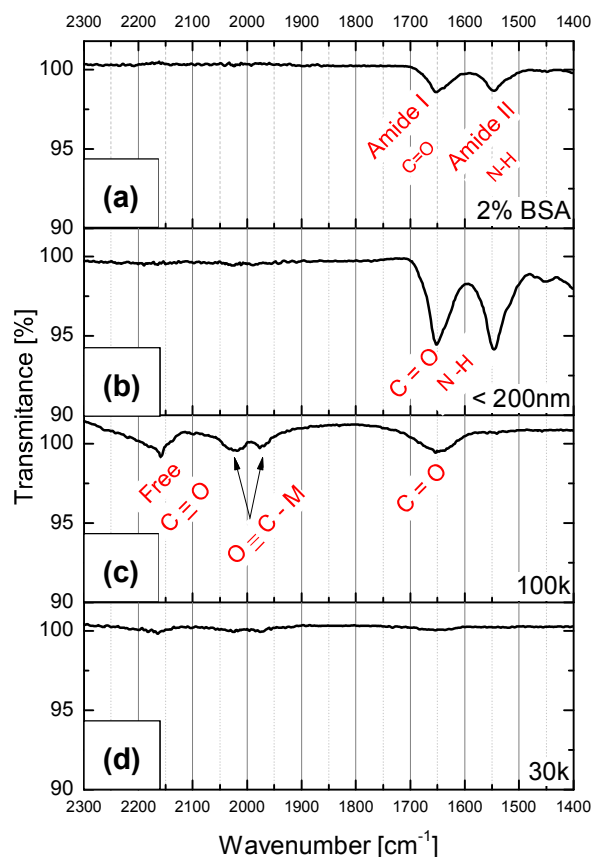 2300 2200 2100 2000 1900 1800 1700 1600 1500 1400
100
95
90
Amide I
C=O
Amide II
N-H
(a)
2% BSA
100
95
90
C = O
N -H
(b)
< 200nm
100
95
90
Free
C ≡ O
O ≡ C - M
C = O
(c)
100k
100
95
90
(d)
30k
2300 2200 2100 2000 1900 1800 1700 1600 1500 1400
Transmitance [%]
Wavenumber [cm⁻¹]